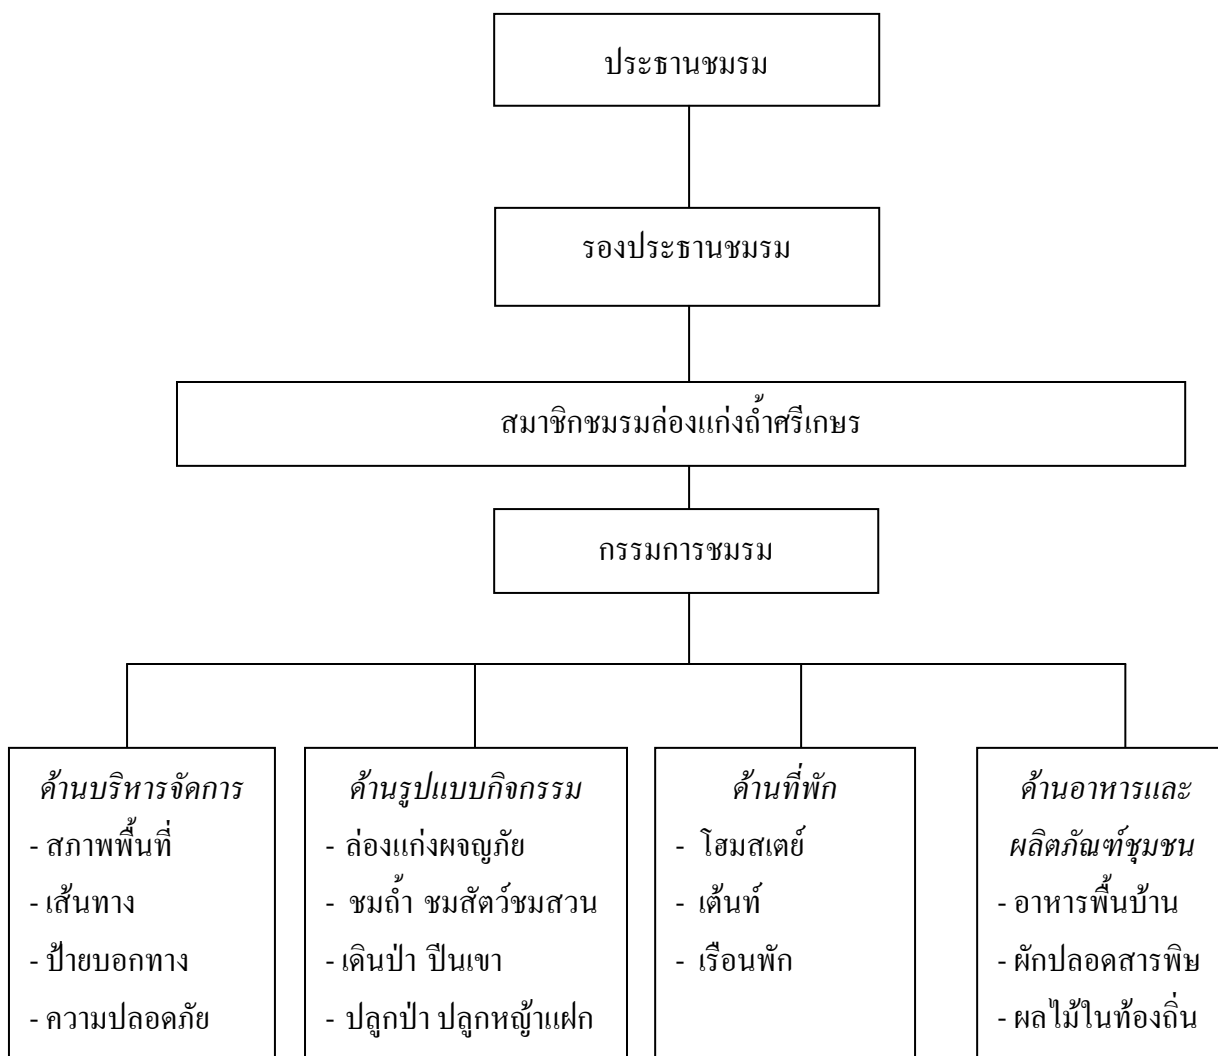 ประธานชมรม
รองประธานชมรม
สมาชิกชมรมล่องแก่งถ้ำศรีเกษร
กรรมการชมรม
ด้านบริหารจัดการ
- สภาพพื้นที่
- เส้นทาง
- ป้ายบอกทาง
- ความปลอดภัย
ด้านรูปแบบกิจกรรม
- ล่องแก่งผจญภัย
- ชมถ้ำ ชมสัตว์ชมสวน
- เดินป่า ปีนเขา
- ปลูกป่า ปลูกหญ้าแฝก
ด้านที่พัก
- โฮมสเตย์
- เต้นท์
- เรือนพัก
ด้านอาหารและ
ผลิตภัณฑ์ชุมชน
- อาหารพื้นบ้าน
- ผักปลอดสารพิษ
- ผลไม้ในท้องถิ่น